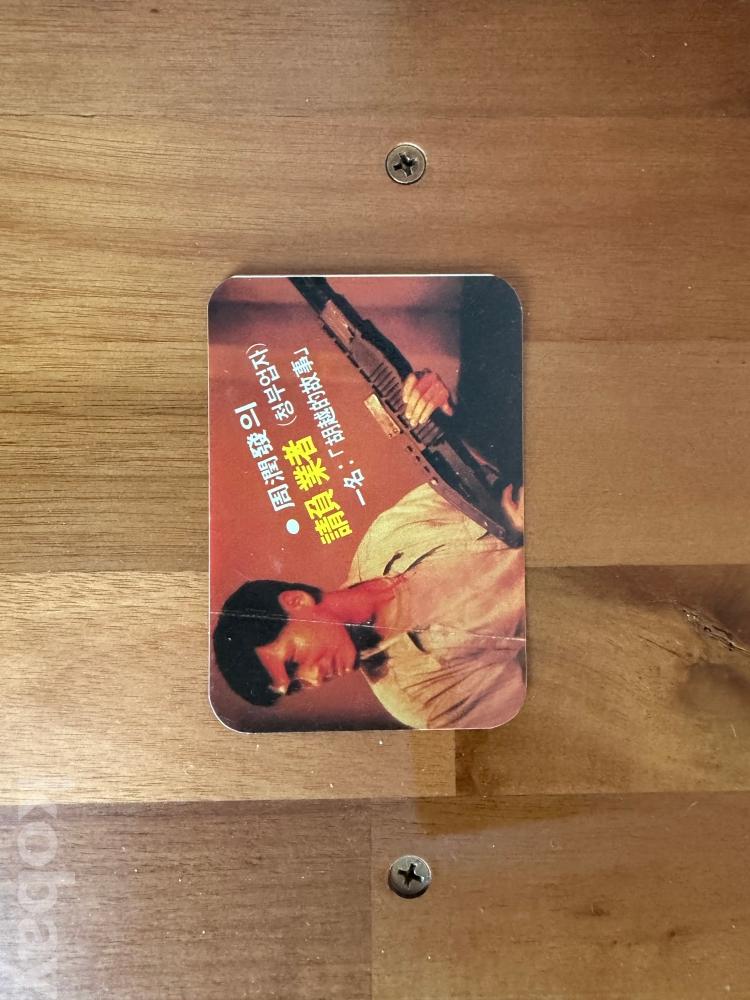 ● 周潤發의
請負業者 (청부업자)
一名:「胡越的故事」
kobay